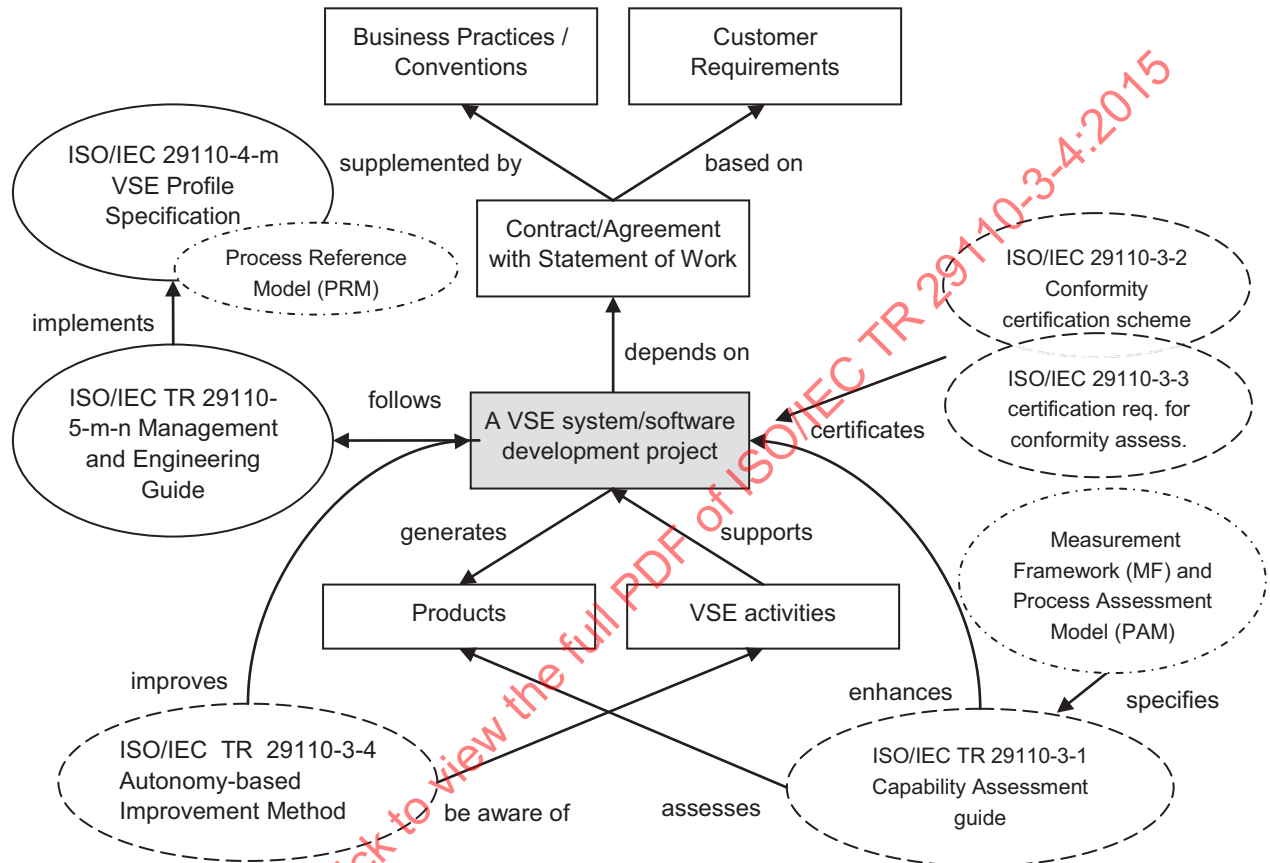 Business Practices /
Conventions
Customer
Requirements
ISO/IEC 29110-4-m
VSE Profile
Specification
supplemented by
based on
Process Reference
Model (PRM)
Contract/Agreement
with Statement of Work
ISO/IEC 29110-3-2
Conformity
certification scheme
implements
depends on
ISO/IEC TR 29110-
5-m-n Management
and Engineering
Guide
follows
A VSE system/software
development project
certificates
ISO/IEC 29110-3-3
certification req. for
conformity assess.
generates
supports
Measurement
Framework (MF) and
Process Assessment
Model (PAM)
Products
VSE activities
improves
enhances
specifies
ISO/IEC TR 29110-3-4
Autonomy-based
Improvement Method
be aware of
assesses
ISO/IEC TR 29110-3-1
Capability Assessment
guide
to view the full PDF of ISO/IEC TR 29110-3-4:2015